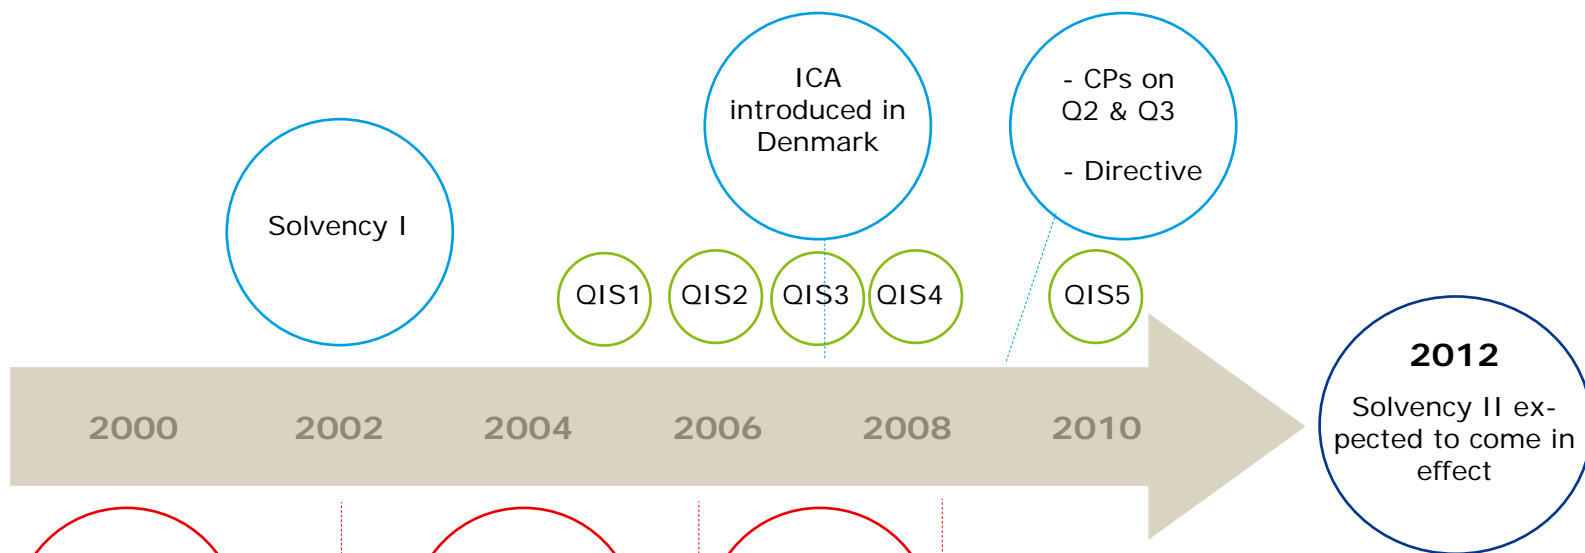 ICA
introduced in
Denmark
- CPs on
Q2 & Q3
- Directive
Solvency I
QIS1
QIS2
QIS3
QIS4
QIS5
2012
Solvency II ex-
pected to come in
effect
2000
2002
2004
2006
2008
2010